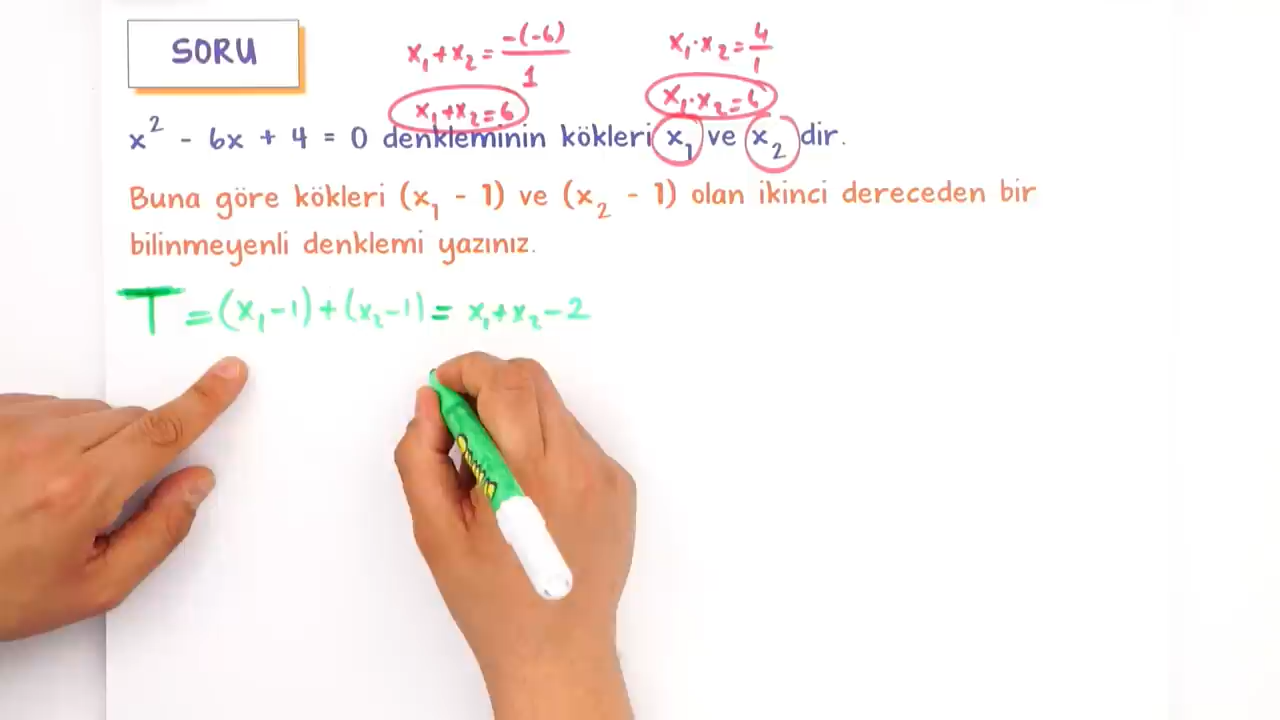 SORU
x₁+x₂=-(-6)/1
x₁·x₂=4/1
x₁+x₂=6
x₁·x₂=6
x² - 6x + 4 = 0 denkleminin kökleri x₁ ve x₂ dir.
Buna göre kökleri (x₁ - 1) ve (x₂ - 1) olan ikinci dereceden bir
bilinmeyenli denklemi yazınız.
T=(x₁-1)+(x₂-1)= x₁+x₂-2